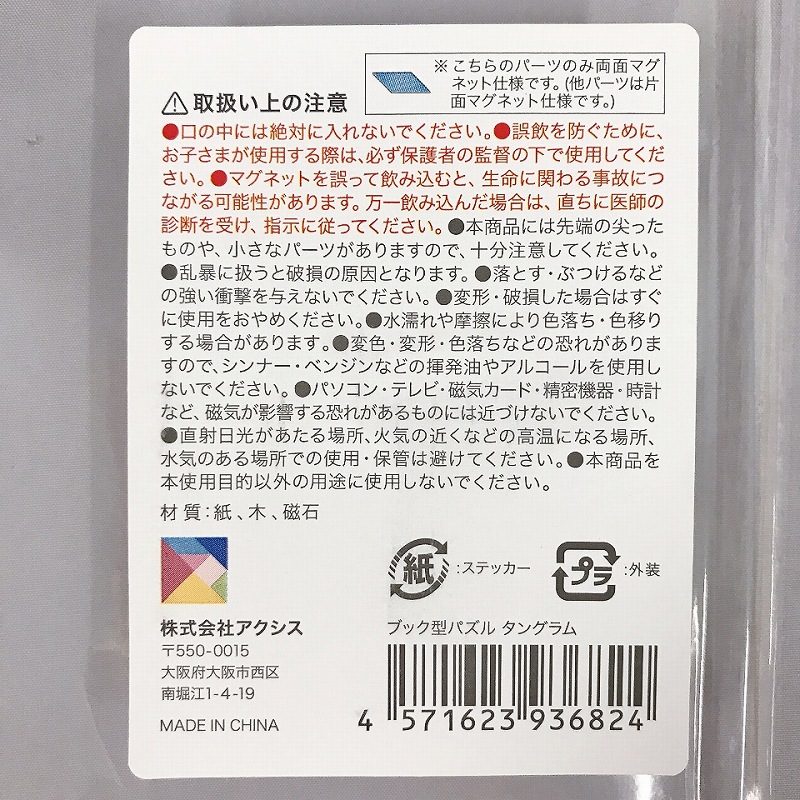 ※こちらのパーツのみ両面マグ
ネット仕様です。(他パーツは片
面マグネット仕様です。)
取扱い上の注意
●口の中には絶対に入れないでください。●誤飲を防ぐために、
お子さまが使用する際は、必ず保護者の監督の下で使用してくだ
さい。●マグネットを誤って飲み込むと、生命に関わる事故につ
ながる可能性があります。万一飲み込んだ場合は、直ちに医師の
診断を受け、指示に従ってください。●本商品には先端の尖った
ものや、小さなパーツがありますので、十分注意してください。
●乱暴に扱うと破損の原因となります。●落とす・ぶつけるなど
の強い衝撃を与えないでください。●変形・破損した場合はすぐ
に使用をおやめください。●水濡れや摩擦により色落ち・色移り
する場合があります。●変色・変形・色落ちなどの恐れがありま
すので、シンナー・ベンジンなどの揮発油やアルコールを使用し
ないでください。●パソコン・テレビ・磁気カード・精密機器・時計
など、磁気が影響する恐れがあるものには近づけないでください。
●直射日光があたる場所、火気の近くなどの高温になる場所、
水気のある場所での使用・保管は避けてください。●本商品を
本使用目的以外の用途に使用しないでください。
材質:紙、木、磁石
紙 :ステッカー プラ :外装
株式会社アクシス
〒550-0015
大阪府大阪市西区
南堀江1-4-19
MADE IN CHINA
ブック型パズル タングラム
4 571623 936824